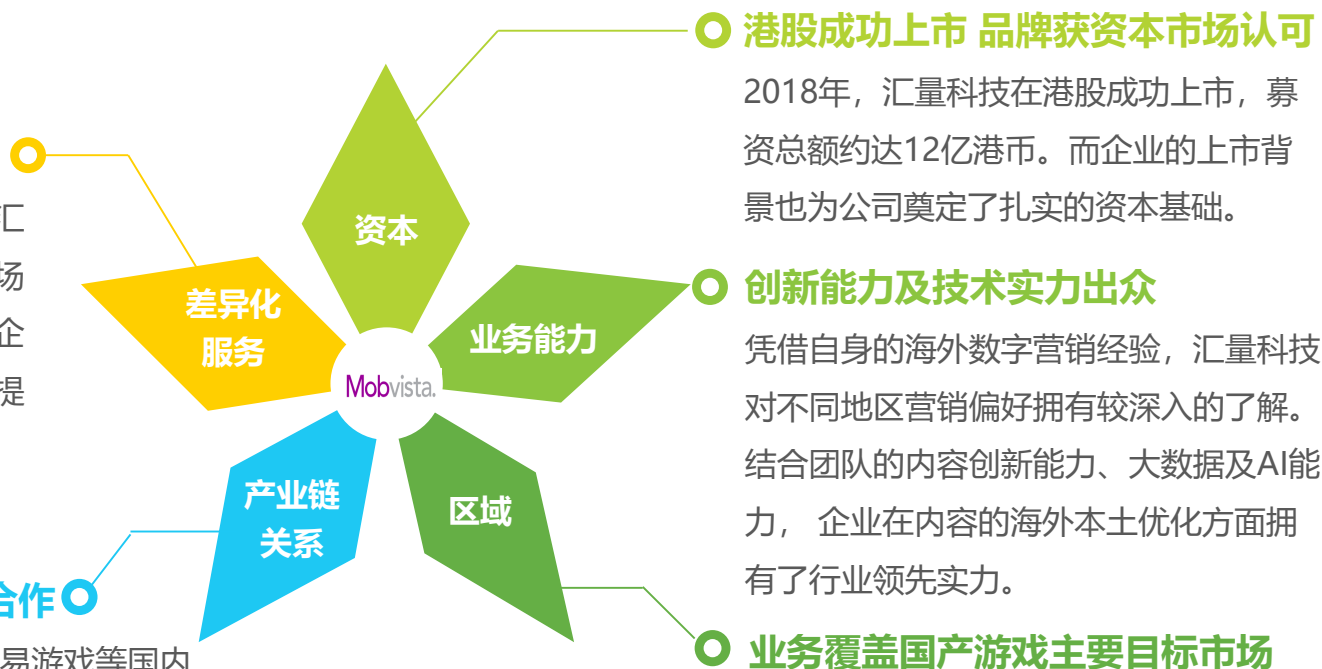 港股成功上市 品牌获资本市场认可
2018年，汇量科技在港股成功上市，募
资总额约达12亿港币。而企业的上市背
景也为公司奠定了扎实的资本基础。
汇
场
企
提
资本
差异化
服务
业务能力
Mobvista.
产业链
关系
区域
创新能力及技术实力出众
凭借自身的海外数字营销经验，汇量科技
对不同地区营销偏好拥有较深入的了解。
结合团队的内容创新能力、大数据及AI能
力， 企业在内容的海外本土优化方面拥
有了行业领先实力。
合作
易游戏等国内
业务覆盖国产游戏主要目标市场